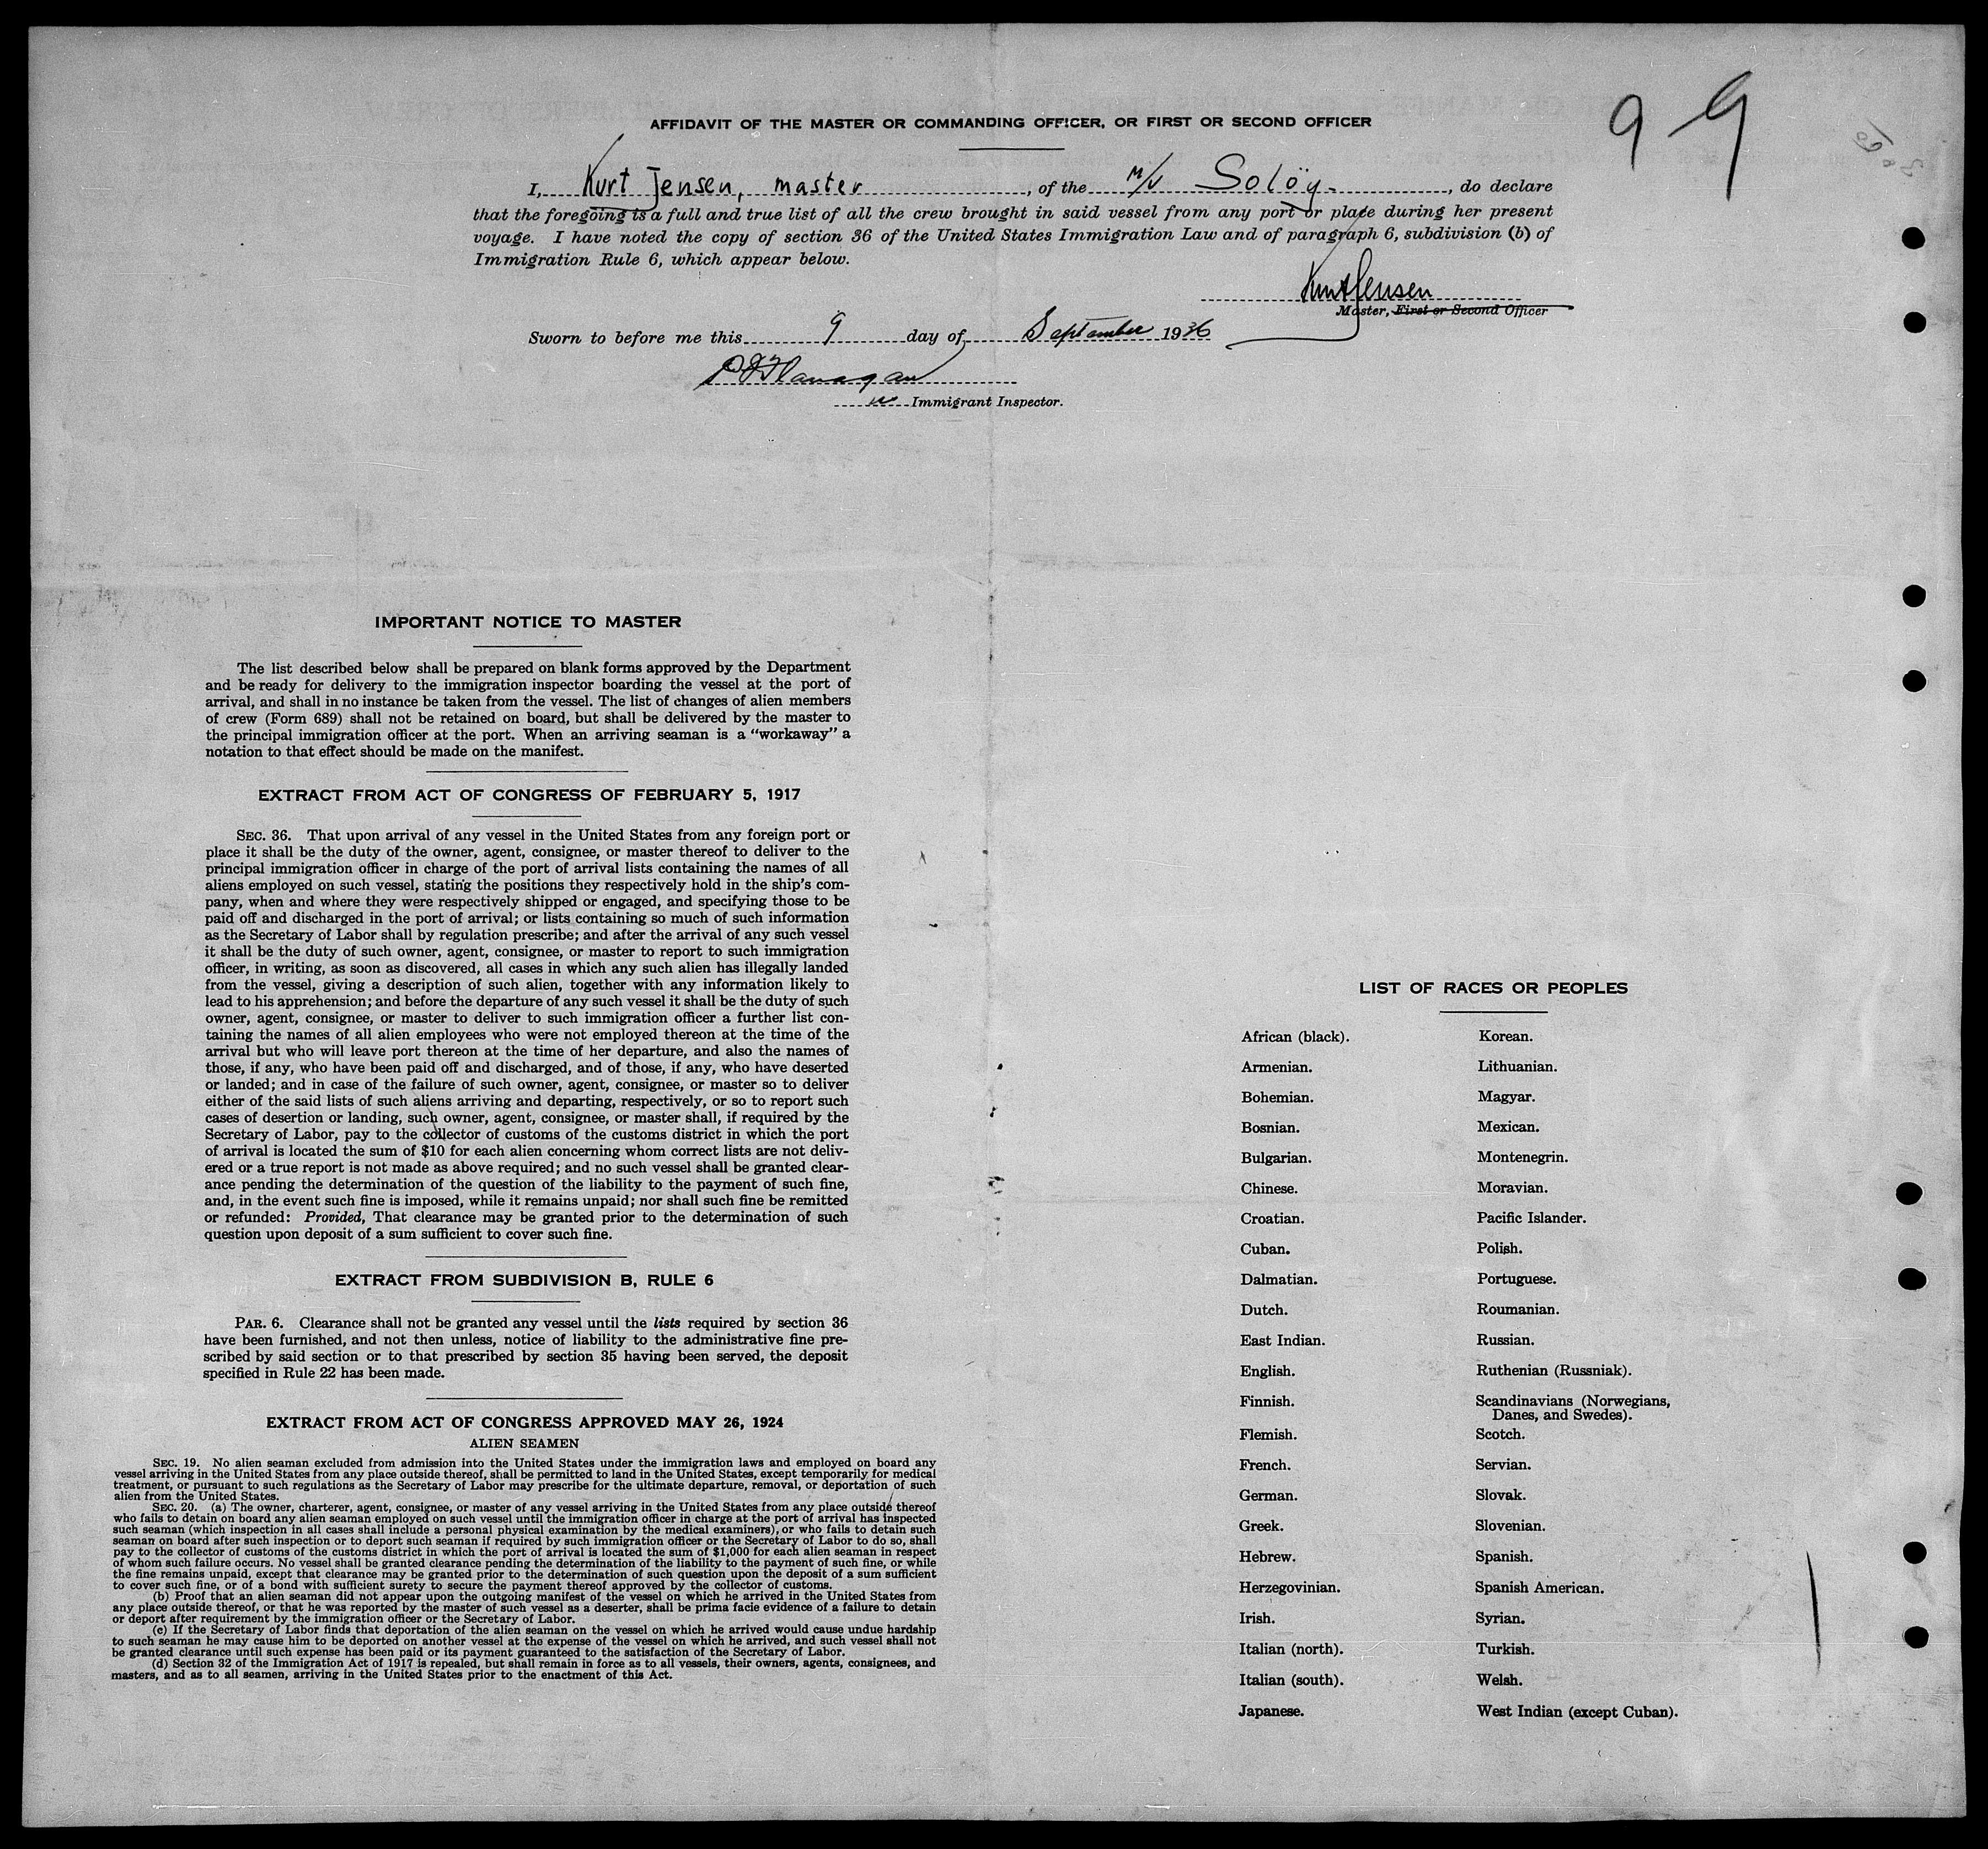 9 - 9
AFFIDAVIT OF THE MASTER OR COMMANDING OFFICER, OR FIRST OR SECOND OFFICER
I, Kurt Jensen, master, of the M/V Solöy, do declare
that the foregoing is a full and true list of all the crew brought in said vessel from any port or place during her present
voyage. I have noted the copy of section 36 of the United States Immigration Law and of paragraph 6, subdivision (b) of
Immigration Rule 6, which appear below.
Kurt Jensen
Master, First or Second Officer
Sworn to before me this 9 day of September 1936
Flanagan
Immigrant Inspector.
IMPORTANT NOTICE TO MASTER
The list described below shall be prepared on blank forms approved by the Department
and be ready for delivery to the immigration inspector boarding the vessel at the port of
arrival, and shall in no instance be taken from the vessel. The list of changes of alien members
of crew (Form 689) shall not be retained on board, but shall be delivered by the master to
the principal immigration officer at the port. When an arriving seaman is a "workaway" a
notation to that effect should be made on the manifest.
EXTRACT FROM ACT OF CONGRESS OF FEBRUARY 5, 1917
SEC. 36. That upon arrival of any vessel in the United States from any foreign port or
place it shall be the duty of the owner, agent, consignee, or master thereof to deliver to the
principal immigration officer in charge of the port of arrival lists containing the names of all
aliens employed on such vessel, stating the positions they respectively hold in the ship's com-
pany, when and where they were respectively shipped or engaged, and specifying those to be
paid off and discharged in the port of arrival; or lists containing so much of such information
as the Secretary of Labor shall by regulation prescribe; and after the arrival of any such vessel
it shall be the duty of such owner, agent, consignee, or master to report to such immigration
officer, in writing, as soon as discovered, all cases in which any such alien has illegally landed
from the vessel, giving a description of such alien, together with any information likely to
lead to his apprehension; and before the departure of any such vessel it shall be the duty of such
owner, agent, consignee, or master to deliver to such immigration officer a further list con-
taining the names of all alien employees who were not employed thereon at the time of the
arrival but who will leave port thereon at the time of her departure, and also the names of
those, if any, who have been paid off and discharged, and of those, if any, who have deserted
or landed; and in case of the failure of such owner, agent, consignee, or master so to deliver
either of the said lists of such aliens arriving and departing, respectively, or so to report such
cases of desertion or landing, such owner, agent, consignee, or master shall, if required by the
Secretary of Labor, pay to the collector of customs of the customs district in which the port
of arrival is located the sum of $10 for each alien concerning whom correct lists are not deliv-
ered or a true report is not made as above required; and no such vessel shall be granted clear-
ance pending the determination of the question of the liability to the payment of such fine,
and, in the event such fine is imposed, while it remains unpaid; nor shall such fine be remitted
or refunded: Provided, That clearance may be granted prior to the determination of such
question upon deposit of a sum sufficient to cover such fine.
EXTRACT FROM SUBDIVISION B, RULE 6
PAR. 6. Clearance shall not be granted any vessel until the lists required by section 36
have been furnished, and not then unless, notice of liability to the administrative fine pre-
scribed by said section or to that prescribed by section 35 having been served, the deposit
specified in Rule 22 has been made.
EXTRACT FROM ACT OF CONGRESS APPROVED MAY 26, 1924
ALIEN SEAMEN
SEC. 19. No alien seaman excluded from admission into the United States under the immigration laws and employed on board any
vessel arriving in the United States from any place outside thereof, shall be permitted to land in the United States, except temporarily for medical
treatment, or pursuant to such regulations as the Secretary of Labor may prescribe for the ultimate departure, removal, or deportation of such
alien from the United States.
SEC. 20. (a) The owner, charterer, agent, consignee, or master of any vessel arriving in the United States from any place outside thereof
who fails to detain on board any alien seaman employed on such vessel until the immigration officer in charge at the port of arrival has inspected
such seaman (which inspection in all cases shall include a personal physical examination by the medical examiners), or who fails to detain such
seaman on board after such inspection or to deport such seaman if required by such immigration officer or the Secretary of Labor to do so, shall
pay to the collector of customs of the customs district in which the port of arrival is located the sum of $1,000 for each alien seaman in respect
of whom such failure occurs. No vessel shall be granted clearance pending the determination of the liability to the payment of such fine, or while
the fine remains unpaid, except that clearance may be granted prior to the determination of such question upon the deposit of a sum sufficient
to cover such fine, or of a bond with sufficient surety to secure the payment thereof approved by the collector of customs.
(b) Proof that an alien seaman did not appear upon the outgoing manifest of the vessel on which he arrived in the United States from
any place outside thereof, or that he was reported by the master of such vessel as a deserter, shall be prima facie evidence of a failure to detain
or deport after requirement by the immigration officer or the Secretary of Labor.
(c) If the Secretary of Labor finds that deportation of the alien seaman on the vessel on which he arrived would cause undue hardship
to such seaman he may cause him to be deported on another vessel at the expense of the vessel on which he arrived, and such vessel shall not
be granted clearance until such expense has been paid or its payment guaranteed to the satisfaction of the Secretary of Labor.
(d) Section 32 of the Immigration Act of 1917 is repealed, but shall remain in force as to all vessels, their owners, agents, consignees, and
masters, and as to all seamen, arriving in the United States prior to the enactment of this Act.
LIST OF RACES OR PEOPLES
African (black).
Armenian.
Bohemian.
Bosnian.
Bulgarian.
Chinese.
Croatian.
Cuban.
Dalmatian.
Dutch.
East Indian.
English.
Finnish.
Flemish.
French.
German.
Greek.
Hebrew.
Herzegovinian.
Irish.
Italian (north).
Italian (south).
Japanese.
Korean.
Lithuanian.
Magyar.
Mexican.
Montenegrin.
Moravian.
Pacific Islander.
Polish.
Portuguese.
Roumanian.
Russian.
Ruthenian (Russniak).
Scandinavians (Norwegians,
Danes, and Swedes).
Scotch.
Servian.
Slovak.
Slovenian.
Spanish.
Spanish American.
Syrian.
Turkish.
Welsh.
West Indian (except Cuban).